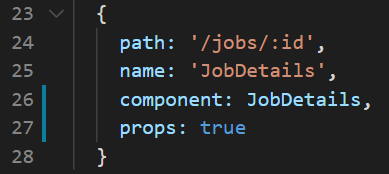 23 {
24 path: '/jobs/:id',
25 name: 'JobDetails',
26 component: JobDetails,
27 props: true
28 }